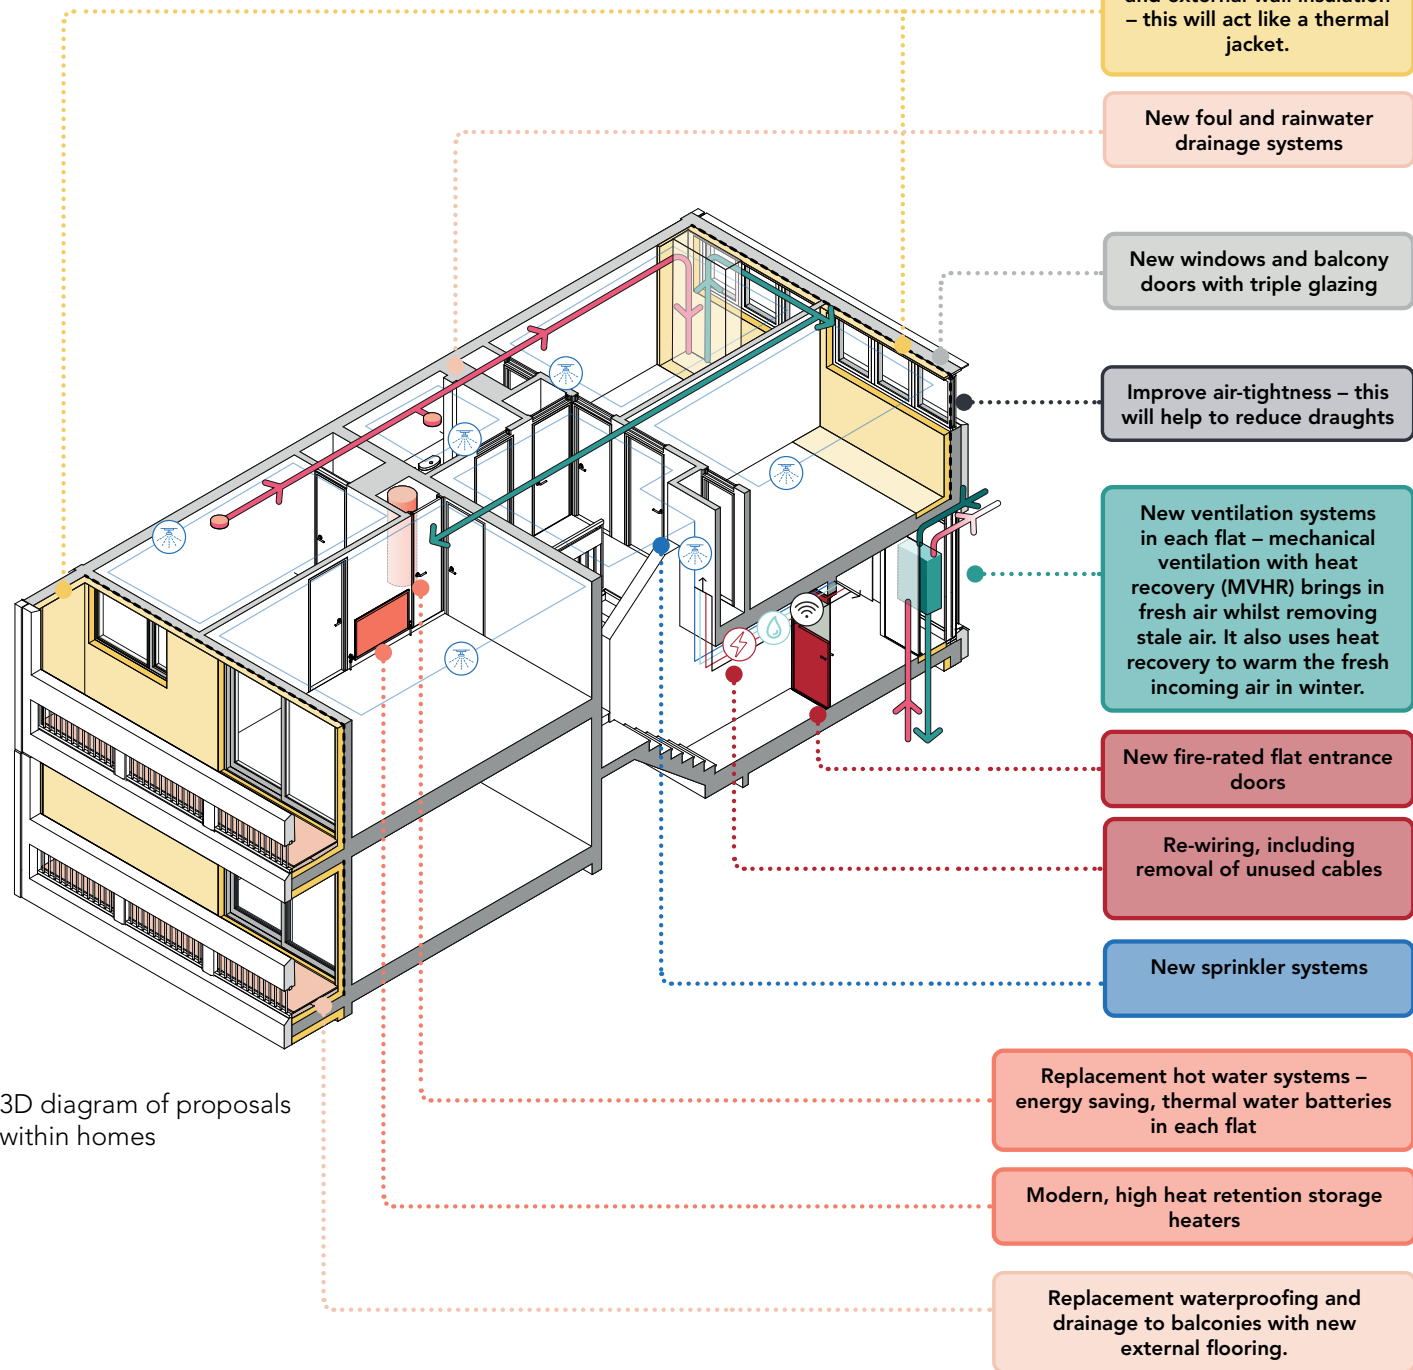 and external wall insulation
– this will act like a thermal
jacket.
New foul and rainwater
drainage systems
New windows and balcony
doors with triple glazing
Improve air-tightness – this
will help to reduce draughts
New ventilation systems
in each flat – mechanical
ventilation with heat
recovery (MVHR) brings in
fresh air whilst removing
stale air. It also uses heat
recovery to warm the fresh
incoming air in winter.
New fire-rated flat entrance
doors
Re-wiring, including
removal of unused cables
New sprinkler systems
Replacement hot water systems –
energy saving, thermal water batteries
in each flat
Modern, high heat retention storage
heaters
Replacement waterproofing and
drainage to balconies with new
external flooring.
3D diagram of proposals
within homes